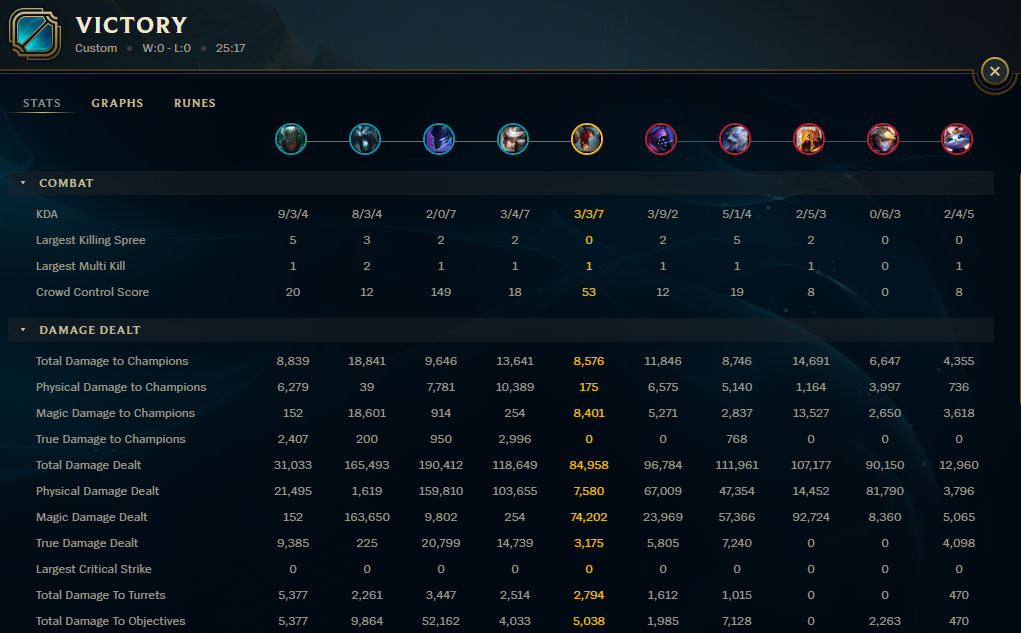 VICTORY
Custom • W:0 - L:0 • 25:17
STATS GRAPHS RUNES
COMBAT
KDA 9/3/4 8/3/4 2/0/7 3/4/7 3/3/7 3/9/2 5/1/4 2/5/3 0/6/3 2/4/5
Largest Killing Spree 5 3 2 2 0 2 5 2 0 0
Largest Multi Kill 1 2 1 1 1 1 1 1 0 1
Crowd Control Score 20 12 149 18 53 12 19 8 0 8
DAMAGE DEALT
Total Damage to Champions 8,839 18,841 9,646 13,641 8,576 11,846 8,746 14,691 6,647 4,355
Physical Damage to Champions 6,279 39 7,781 10,389 175 6,575 5,140 1,164 3,997 736
Magic Damage to Champions 152 18,601 914 254 8,401 5,271 2,837 13,527 2,650 3,618
True Damage to Champions 2,407 200 950 2,996 0 0 768 0 0 0
Total Damage Dealt 31,033 165,493 190,412 118,649 84,958 96,784 111,961 107,177 90,150 12,960
Physical Damage Dealt 21,495 1,619 159,810 103,655 7,580 67,009 47,354 14,452 81,790 3,796
Magic Damage Dealt 152 163,650 9,802 254 74,202 23,969 57,366 92,724 8,360 5,065
True Damage Dealt 9,385 225 20,799 14,739 3,175 5,805 7,240 0 0 4,098
Largest Critical Strike 0 0 0 0 0 0 0 0 0 0
Total Damage To Turrets 5,377 2,261 3,447 2,514 2,794 1,612 1,015 0 0 470
Total Damage To Objectives 5,377 9,864 52,162 4,033 5,038 1,985 7,128 0 2,263 470